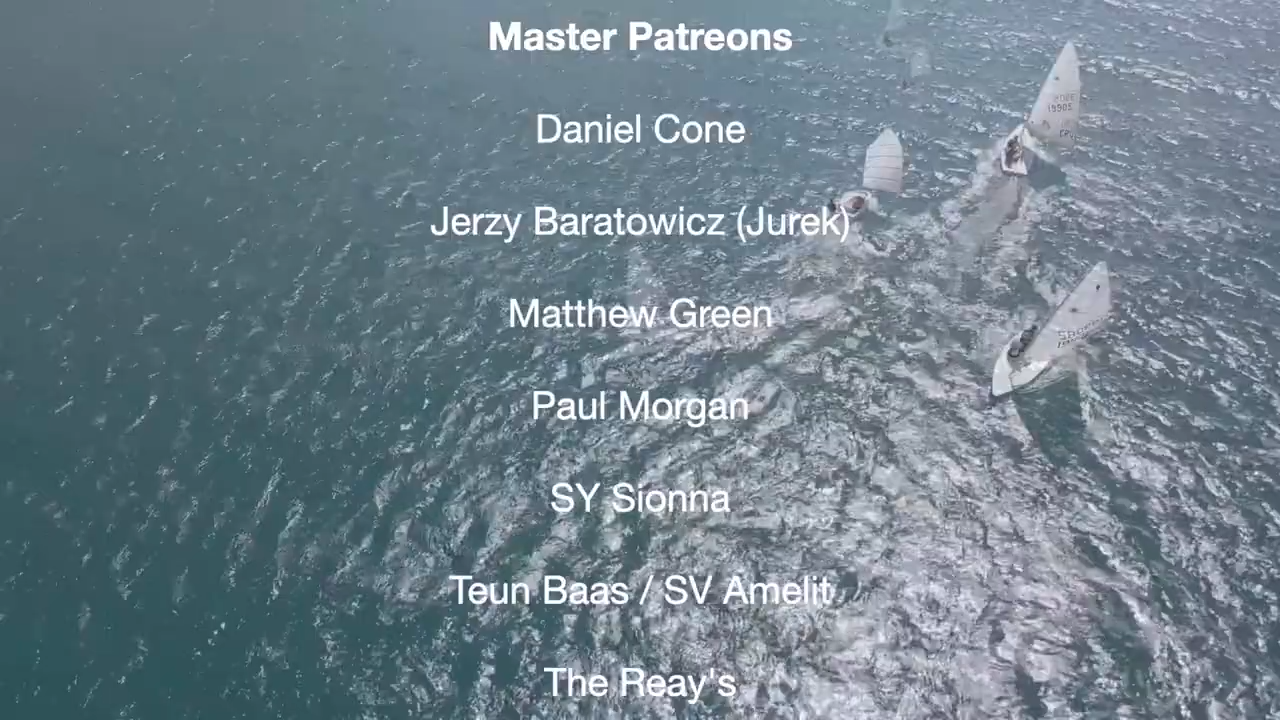 Master Patreons
Daniel Cone
Jerzy Baratowicz (Jurek)
Matthew Green
Paul Morgan
SY Sionna
Teun Baas / SV Amelit
The Reay's